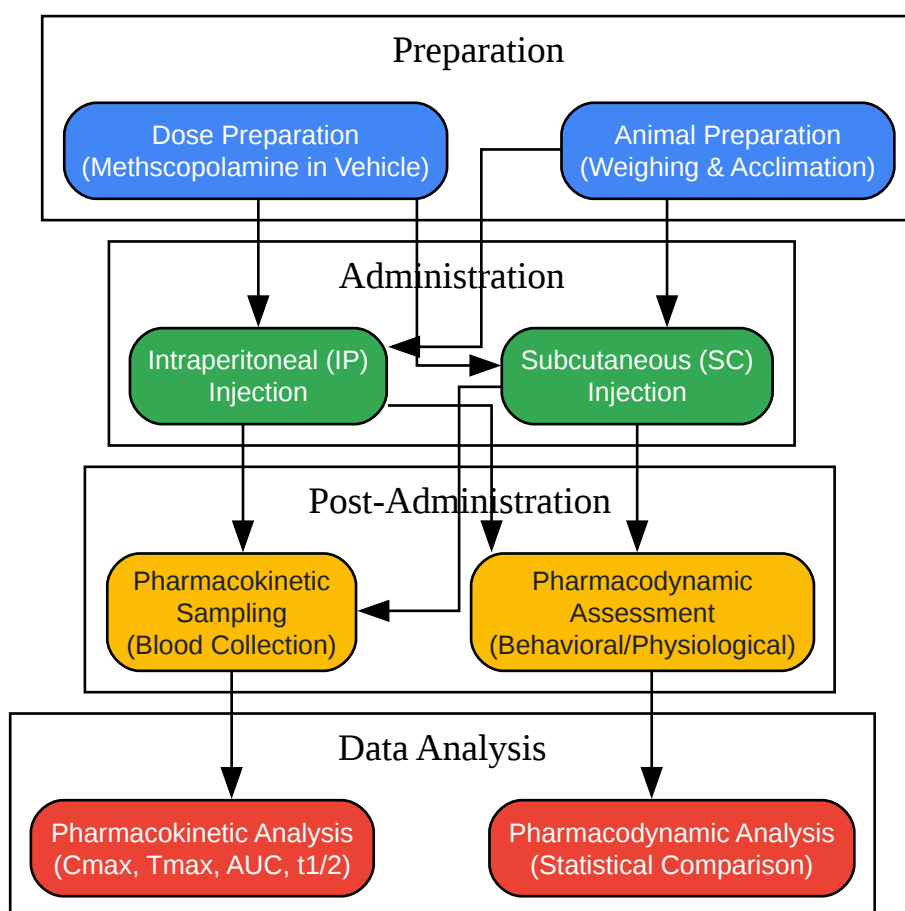 Preparation
Dose Preparation
(Methscopolamine in Vehicle)
Animal Preparation
(Weighing & Acclimation)
Administration
Intraperitoneal (IP)
Injection
Subcutaneous (SC)
Injection
Post-Administration
Pharmacokinetic
Sampling
(Blood Collection)
Pharmacodynamic
Assessment
(Behavioral/Physiological)
Data Analysis
Pharmacokinetic Analysis
(Cmax, Tmax, AUC, t1/2)
Pharmacodynamic Analysis
(Statistical Comparison)